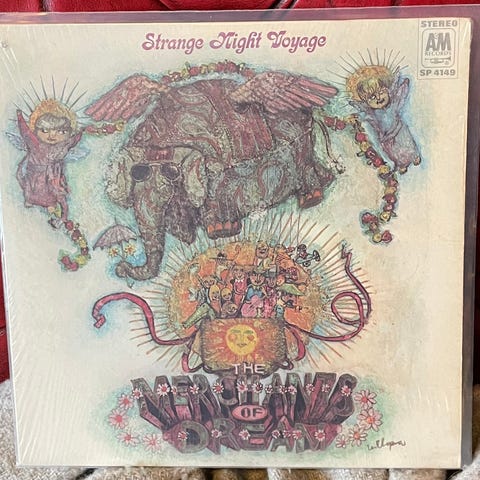 Strange Night Voyage
STEREO
A&M
RECORDS
SP 4149
THE
MERCHANTS
OF
DREAM